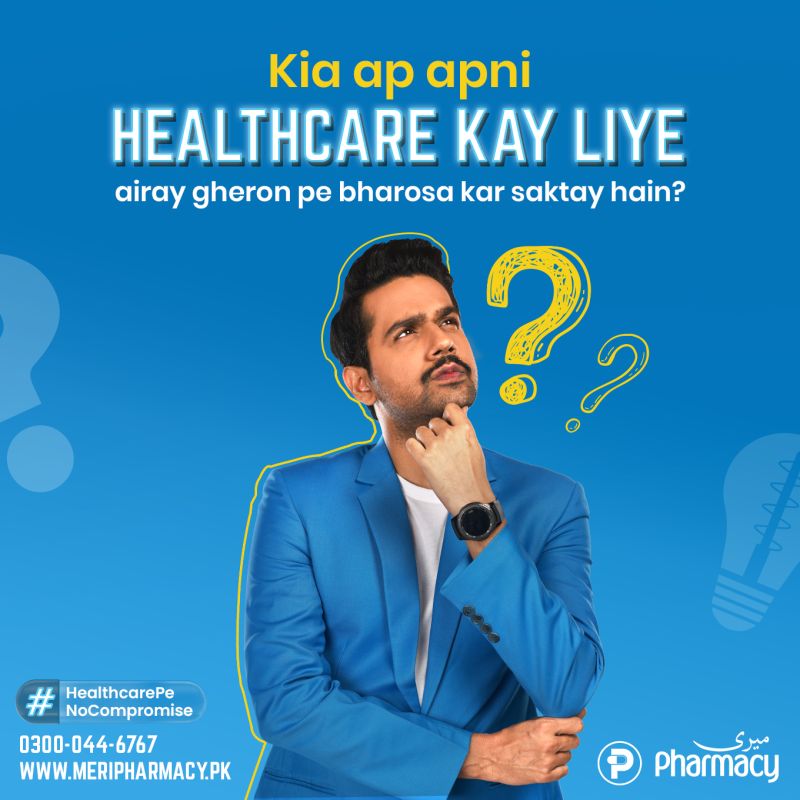 Kia ap apni
HEALTHCARE KAY LIYE
airay gheron pe bharosa kar saktay hain?
?
?
?
# HealthcarePe
NoCompromise
0300-044-6767
WWW.MERIPHARMACY.PK
P
میری
Pharmacy